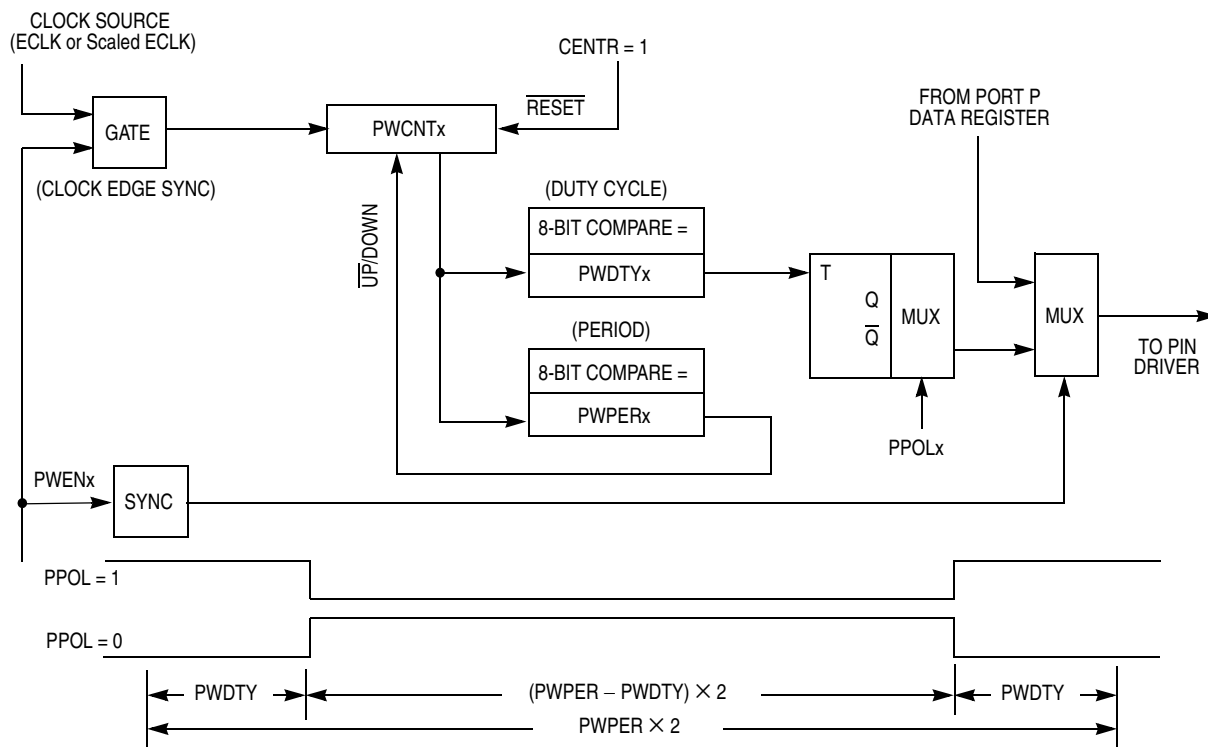 CLOCK SOURCE
(ECLK or Scaled ECLK)
CENTR = 1
RESET
FROM PORT P
DATA REGISTER
GATE
PWCNTx
(CLOCK EDGE SYNC)
(DUTY CYCLE)
8-BIT COMPARE =
PWDTYx
UP/DOWN
T
Q
Q
MUX
MUX
(PERIOD)
8-BIT COMPARE =
PWPERx
TO PIN
DRIVER
PPOLx
PWENx
SYNC
PPOL = 1
PPOL = 0
PWDTY
(PWPER – PWDTY) × 2
PWDTY
PWPER × 2